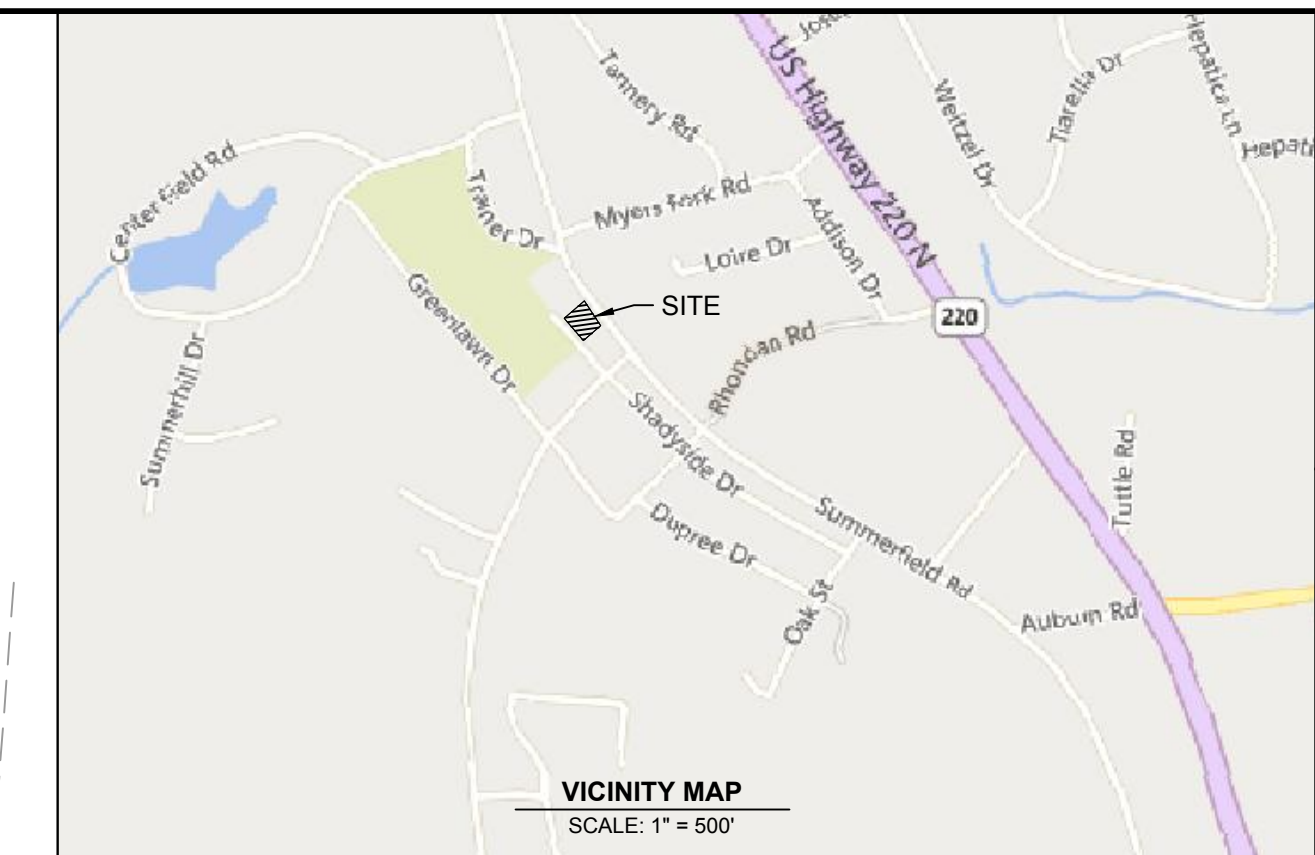 Tannery Rd
US Highway 220 N
Weitzel Dr
Tiarella Dr
Hepatica Ln
Center Field Rd
Trainer Dr
Myers Fork Rd
Addison Dr
Loire Dr
Greenlawn Dr
SITE
220
Rhondan Rd
Summerhill Dr
Shadyside Dr
Tuttle Rd
Summerfield Rd
Dupree Dr
Oak St
Auburn Rd
VICINITY MAP
SCALE: 1" = 500'